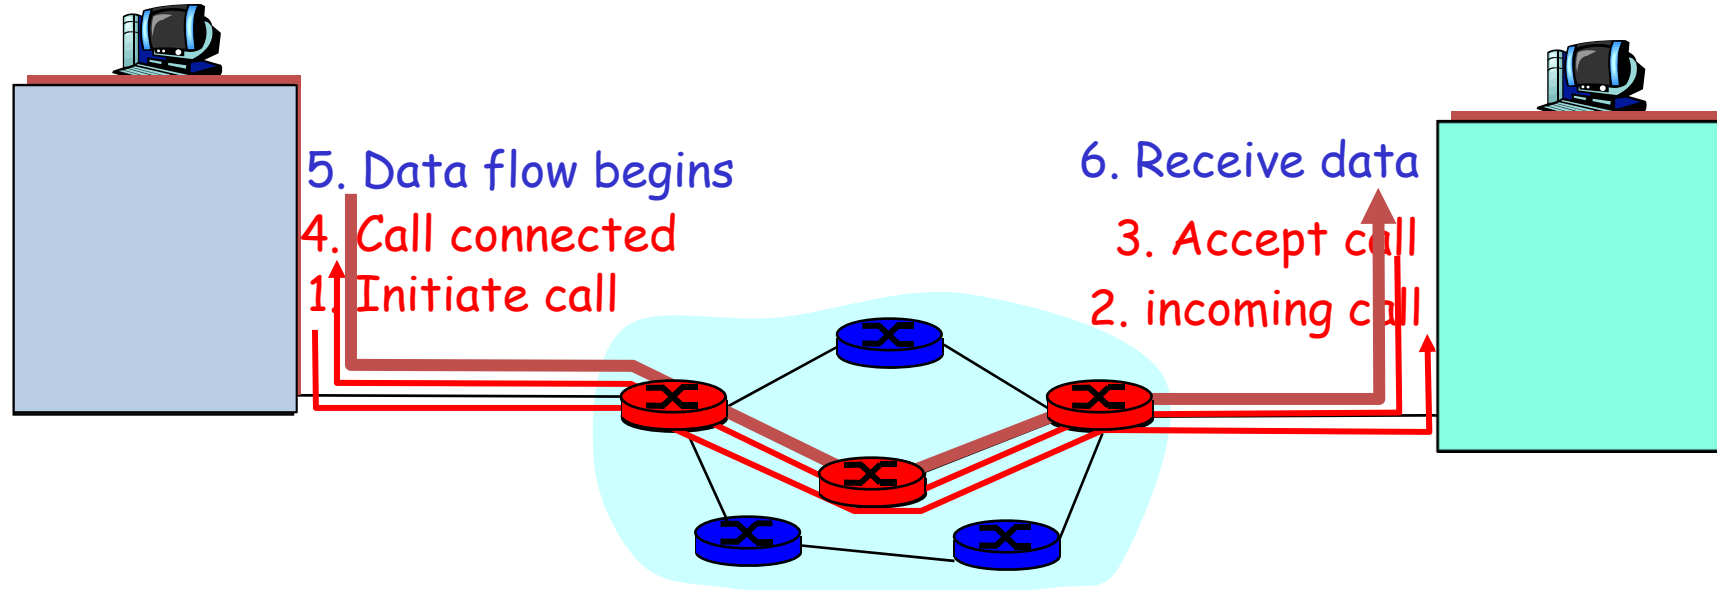 5. Data flow begins
4. Call connected
1. Initiate call
6. Receive data
3. Accept call
2. incoming call